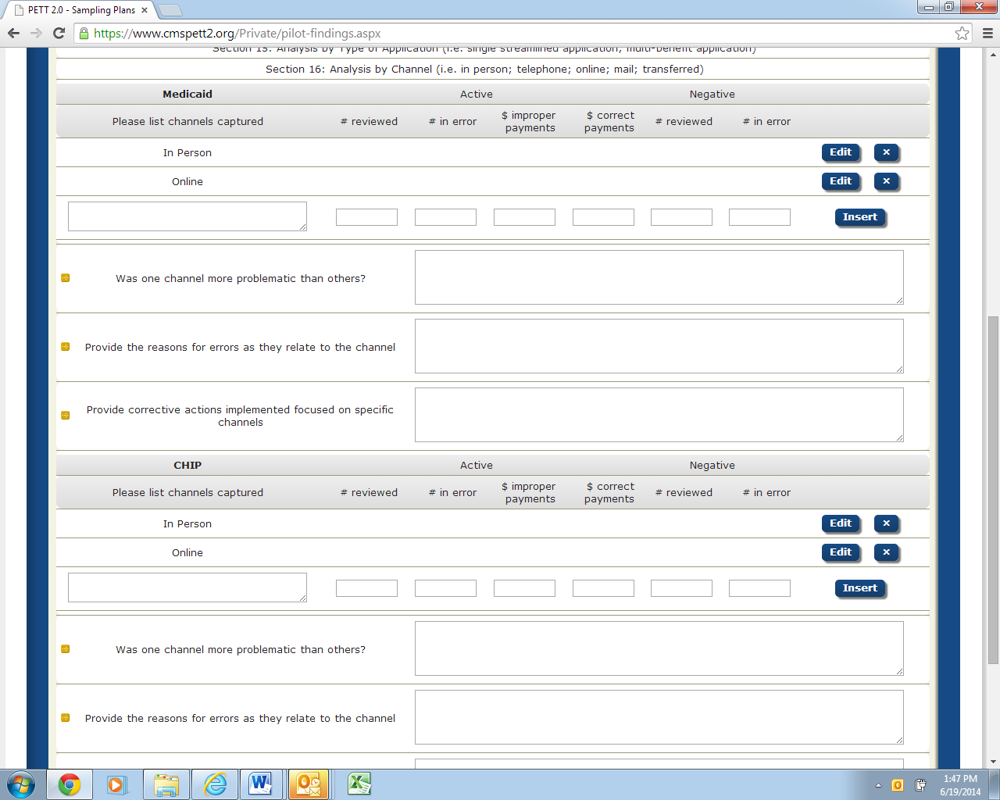 PETT 2.0 - Sampling Plans
https://www.cmspett2.org/Private/pilot-findings.aspx
Section 15: Analysis by Type of Application (i.e. single streamlined application, multi-benefit application)
Section 16: Analysis by Channel (i.e. in person; telephone; online; mail; transferred)
Medicaid Active Negative
Please list channels captured # reviewed # in error $ improper payments $ correct payments # reviewed # in error
In Person Edit ×
Online Edit ×
Insert
Was one channel more problematic than others?
Provide the reasons for errors as they relate to the channel
Provide corrective actions implemented focused on specific
channels
CHIP Active Negative
Please list channels captured # reviewed # in error $ improper payments $ correct payments # reviewed # in error
In Person Edit ×
Online Edit ×
Insert
Was one channel more problematic than others?
Provide the reasons for errors as they relate to the channel
1:47 PM
6/19/2014